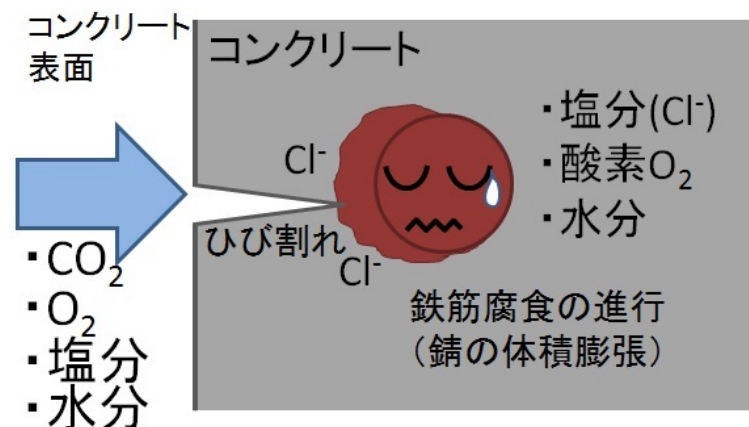 コンクリート
表面
・CO₂
・O₂
・塩分
・水分
コンクリート
Cl⁻
ひび割れ
Cl⁻
・塩分(Cl⁻)
・酸素O₂
・水分
鉄筋腐食の進行
（錆の体積膨張）